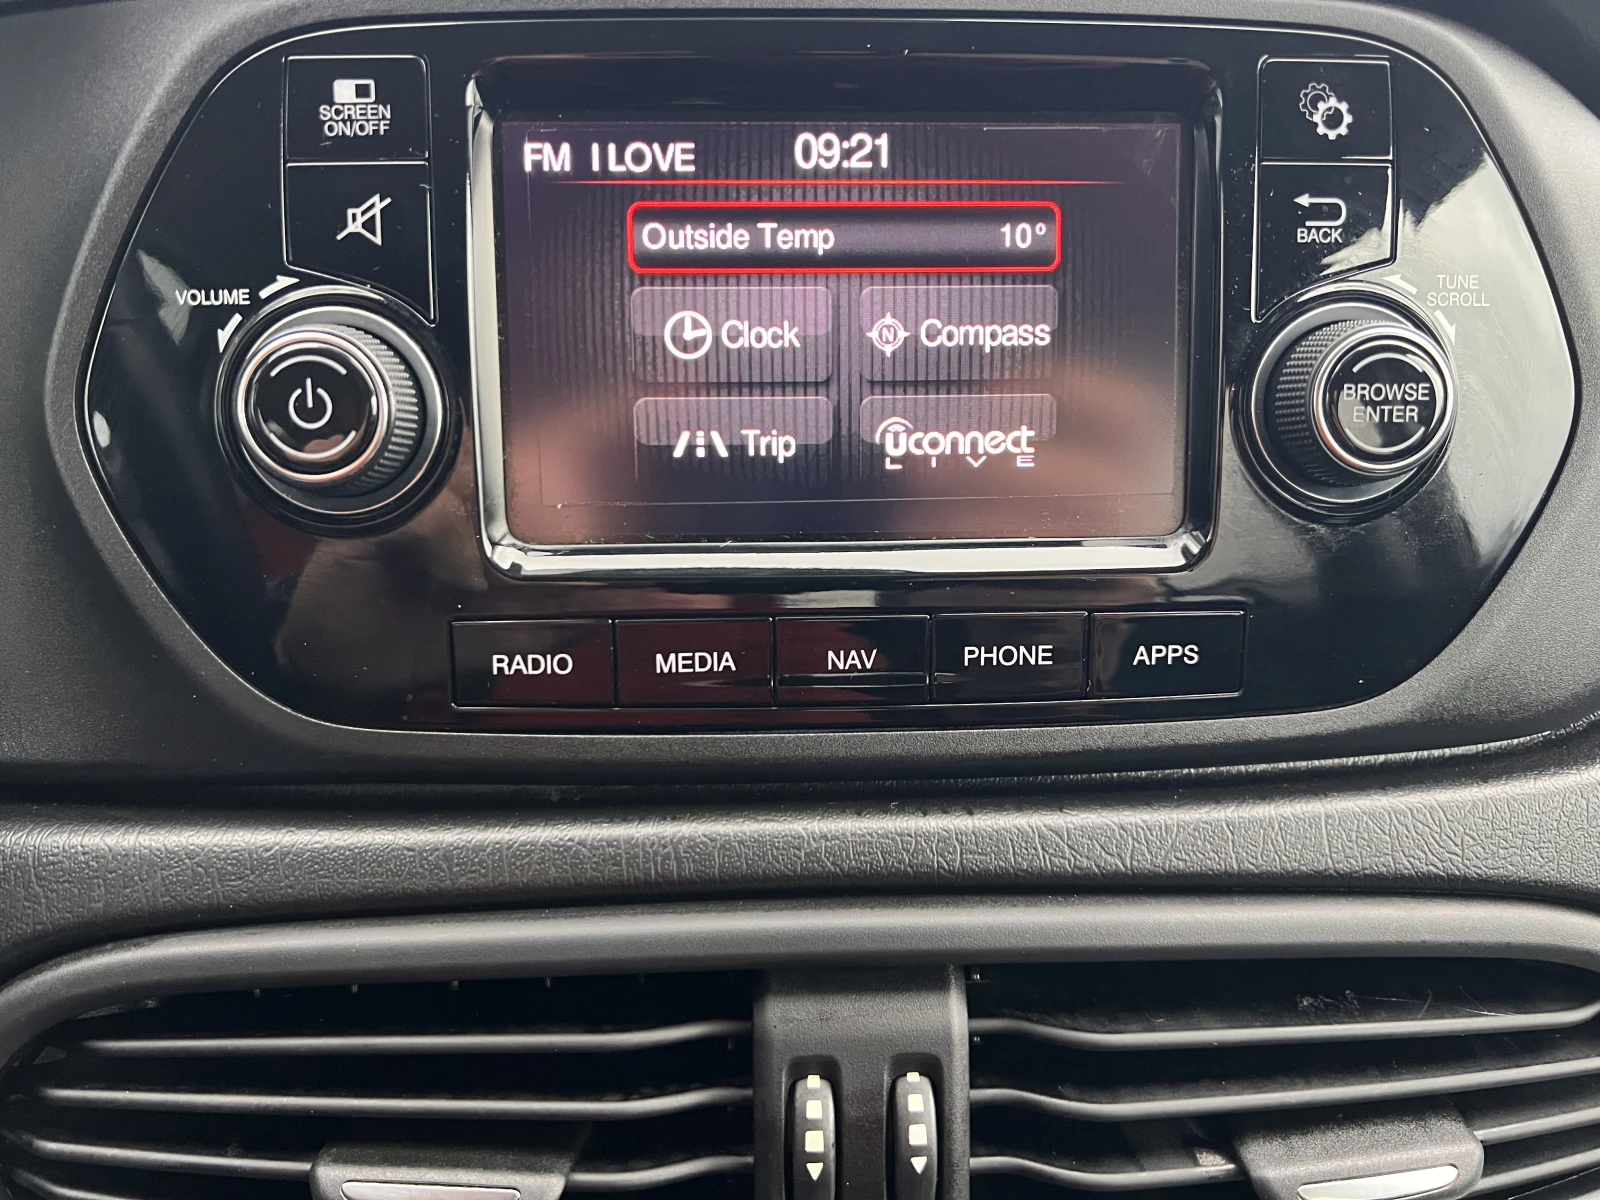 SCREEN
ON/OFF
FM I LOVE 09:21
Outside Temp 10°
Clock
N
Compass
Trip
uconnect
LIVE
BACK
VOLUME
TUNE
SCROLL
BROWSE
ENTER
RADIO
MEDIA
NAV
PHONE
APPS